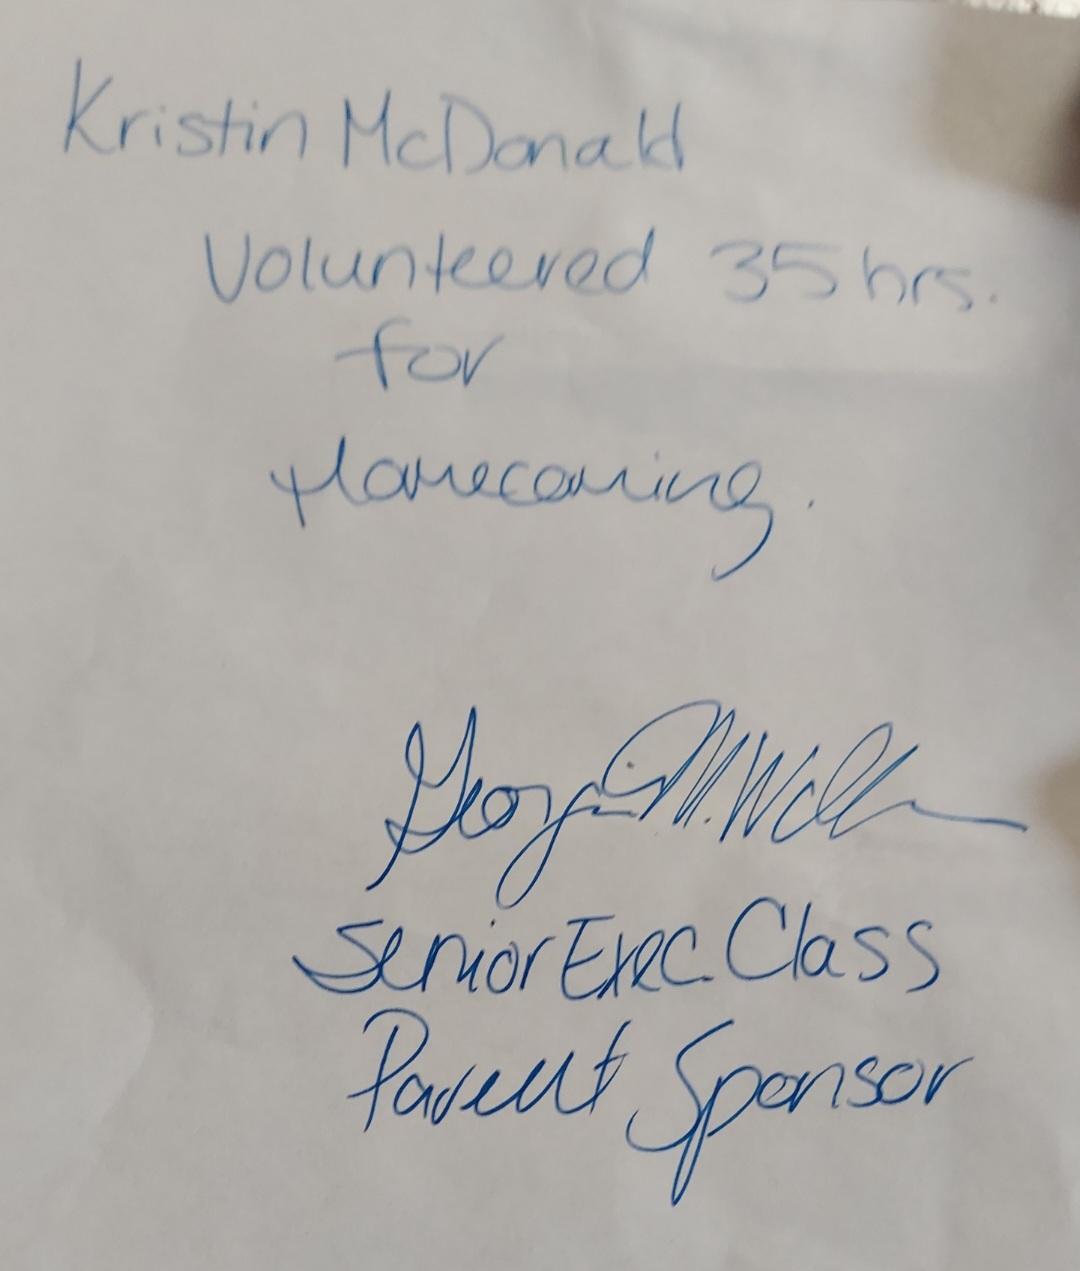 Kristin McDonald
Volunteered 35 hrs.
for
Homecoming.
M.
Senior Exec. Class
Parent Sponsor